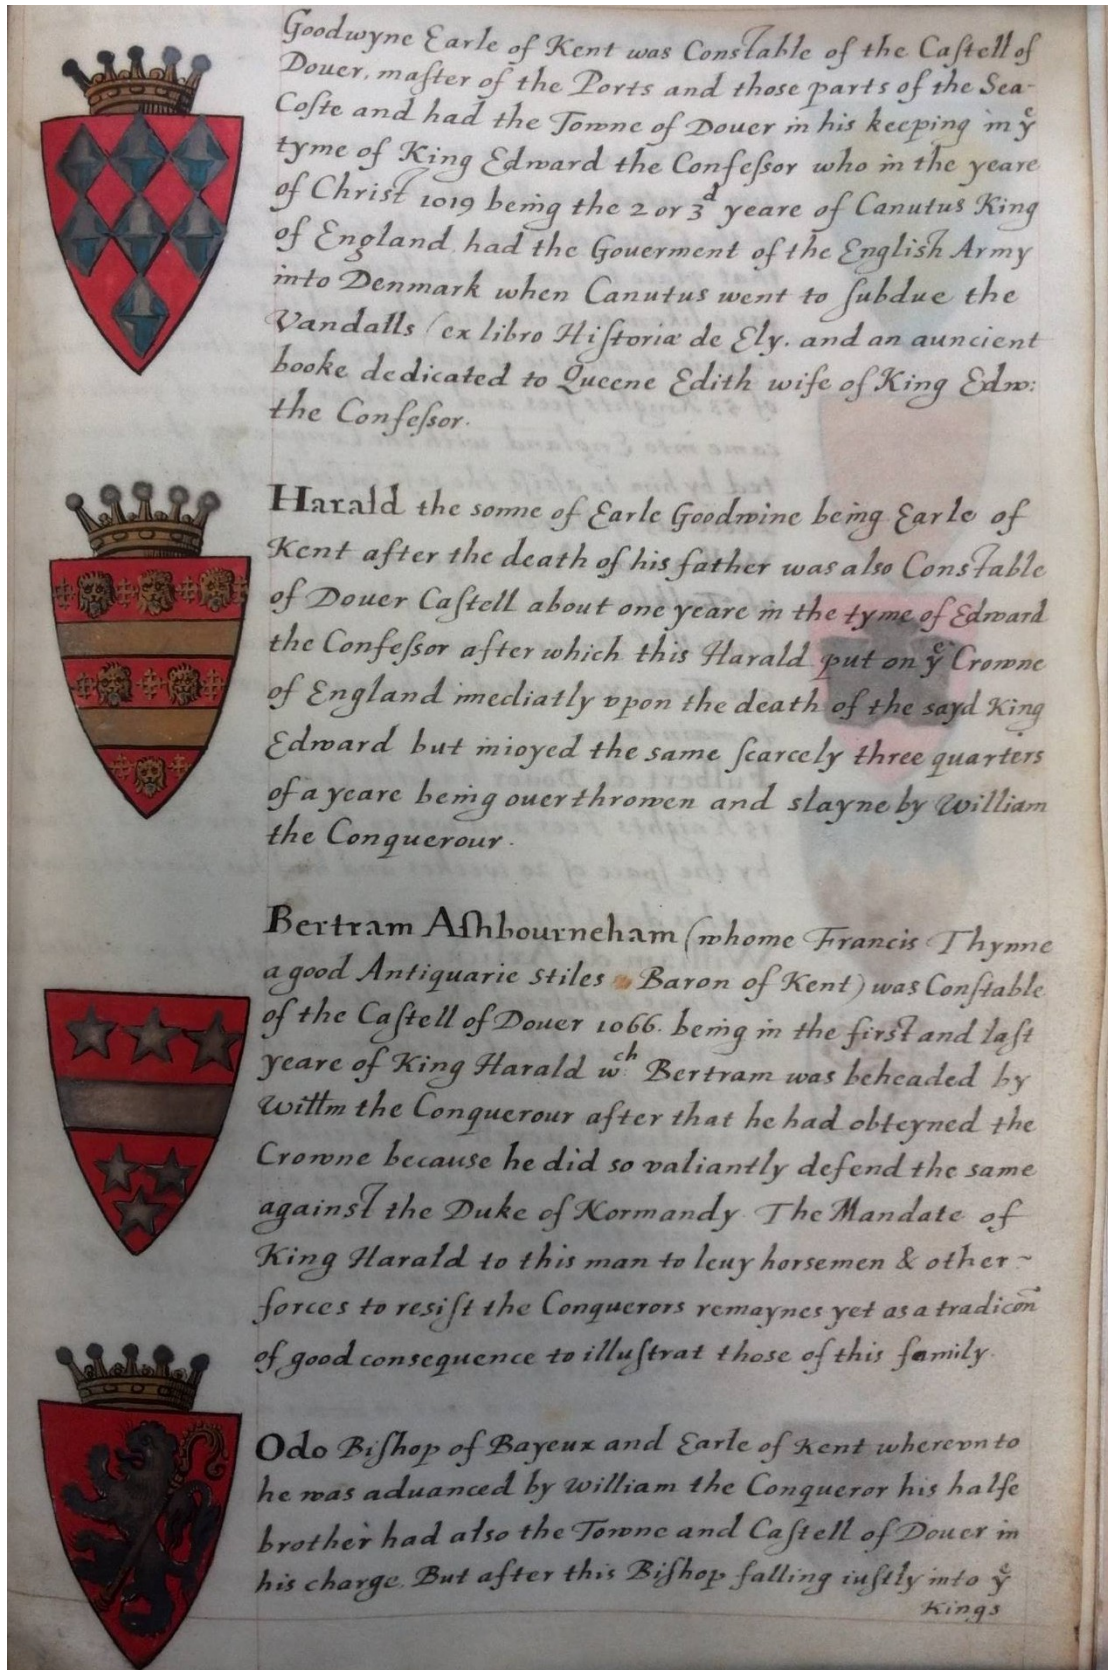 Goodwyne Earle of Kent was Constable of the Caſtell of
Douer, maſter of the Ports and those parts of the Sea-
Coſte and had the Towne of Douer in his keeping in yᵉ
tyme of King Edward the Confeſsor who in the yeare
of Christ 1019 being the 2 or 3ᵈ yeare of Canutus King
of England had the Gouerment of the English Army
into Denmark when Canutus went to ſubdue the
Vandalls (ex libro Hiſtoriæ de Ely. and an auncient
booke dedicated to Queene Edith wife of King Edw:
the Confeſsor.
Harald the sonne of Earle Goodwine being Earle of
Kent after the death of his father was also Constable
of Douer Caſtell about one yeare in the tyme of Edward
the Confeſsor after which this Harald put on yᵉ Crowne
of England imediatly vpon the death of the sayd King
Edward but inioyed the same ſcarcely three quarters
of a yeare being ouerthrowen and slayne by William
the Conquerour.
Bertram Aſhbourneham (whome Francis Thynne
a good Antiquarie stiles Baron of Kent) was Conſtable
of the Caſtell of Douer 1066. being in the first and laſt
yeare of King Harald wᶜʰ: Bertram was beheaded by
Willm the Conquerour after that he had obteyned the
Crowne because he did so valiantly defend the same
against the Duke of Normandy The Mandate of
King Harald to this man to leuy horsemen & other ~
forces to resiſt the Conquerors remaynes yet as a tradicõn
of good consequence to illuſtrat those of this family.
Odo Biſhop of Bayeux and Earle of Kent wherevnto
he was aduanced by William the Conqueror his halfe
brother had also the Towne and Caſtell of Douer in
his charge. But after this Biſhop falling iuſtly into yᵉ
Kings